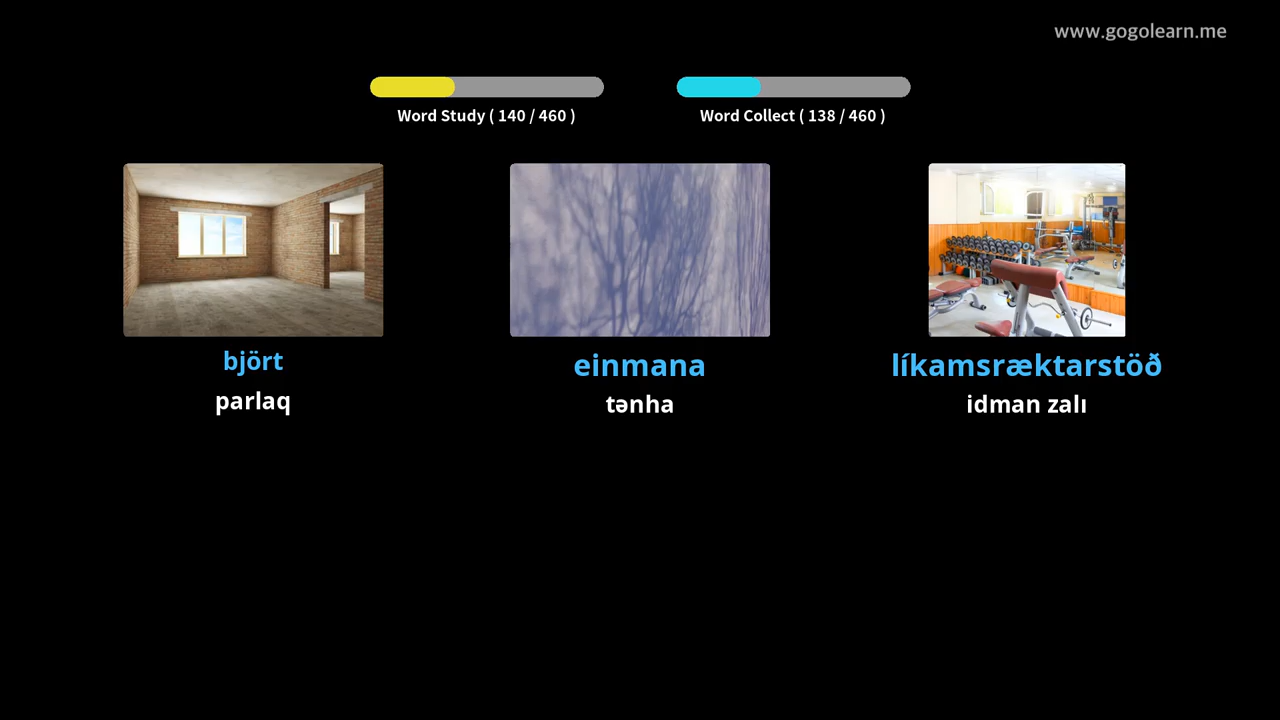 www.gogolearn.me
Word Study ( 140 / 460 )
Word Collect ( 138 / 460 )
björt
einmana
líkamsræktarstöð
parlaq
tənha
idman zalı